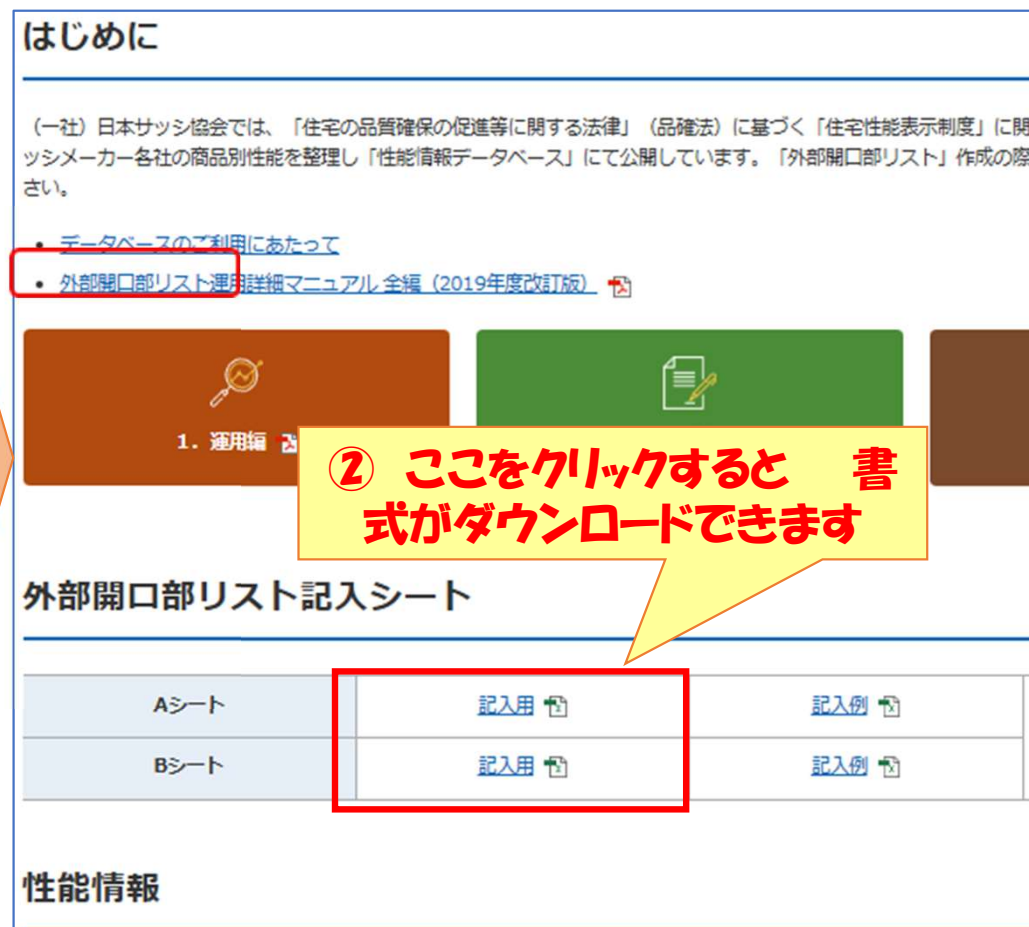 はじめに
（一社）日本サッシ協会では、「住宅の品質確保の促進等に関する法律」（品確法）に基づく「住宅性能表示制度」に関
ッシメーカー各社の商品別性能を整理し「性能情報データベース」にて公開しています。「外部開口部リスト」作成の際
さい。
• データベースのご利用にあたって
• 外部開口部リスト運用詳細マニュアル 全編（2019年度改訂版）
1. 運用編
② ここをクリックすると 書
式がダウンロードできます
外部開口部リスト記入シート
Aシート 記入用 記入例
Bシート 記入用 記入例
性能情報